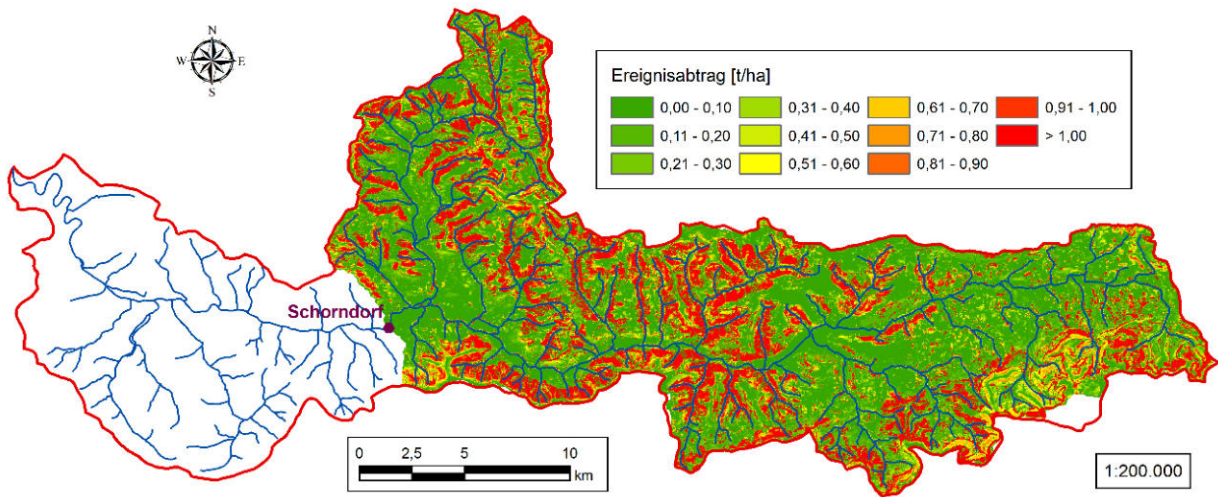 N
W E
S
Ereignisabtrag [t/ha]
0,00 - 0,10 0,31 - 0,40 0,61 - 0,70 0,91 - 1,00
0,11 - 0,20 0,41 - 0,50 0,71 - 0,80 > 1,00
0,21 - 0,30 0,51 - 0,60 0,81 - 0,90
Schorndorf
0 2,5 5 10
km
1:200.000